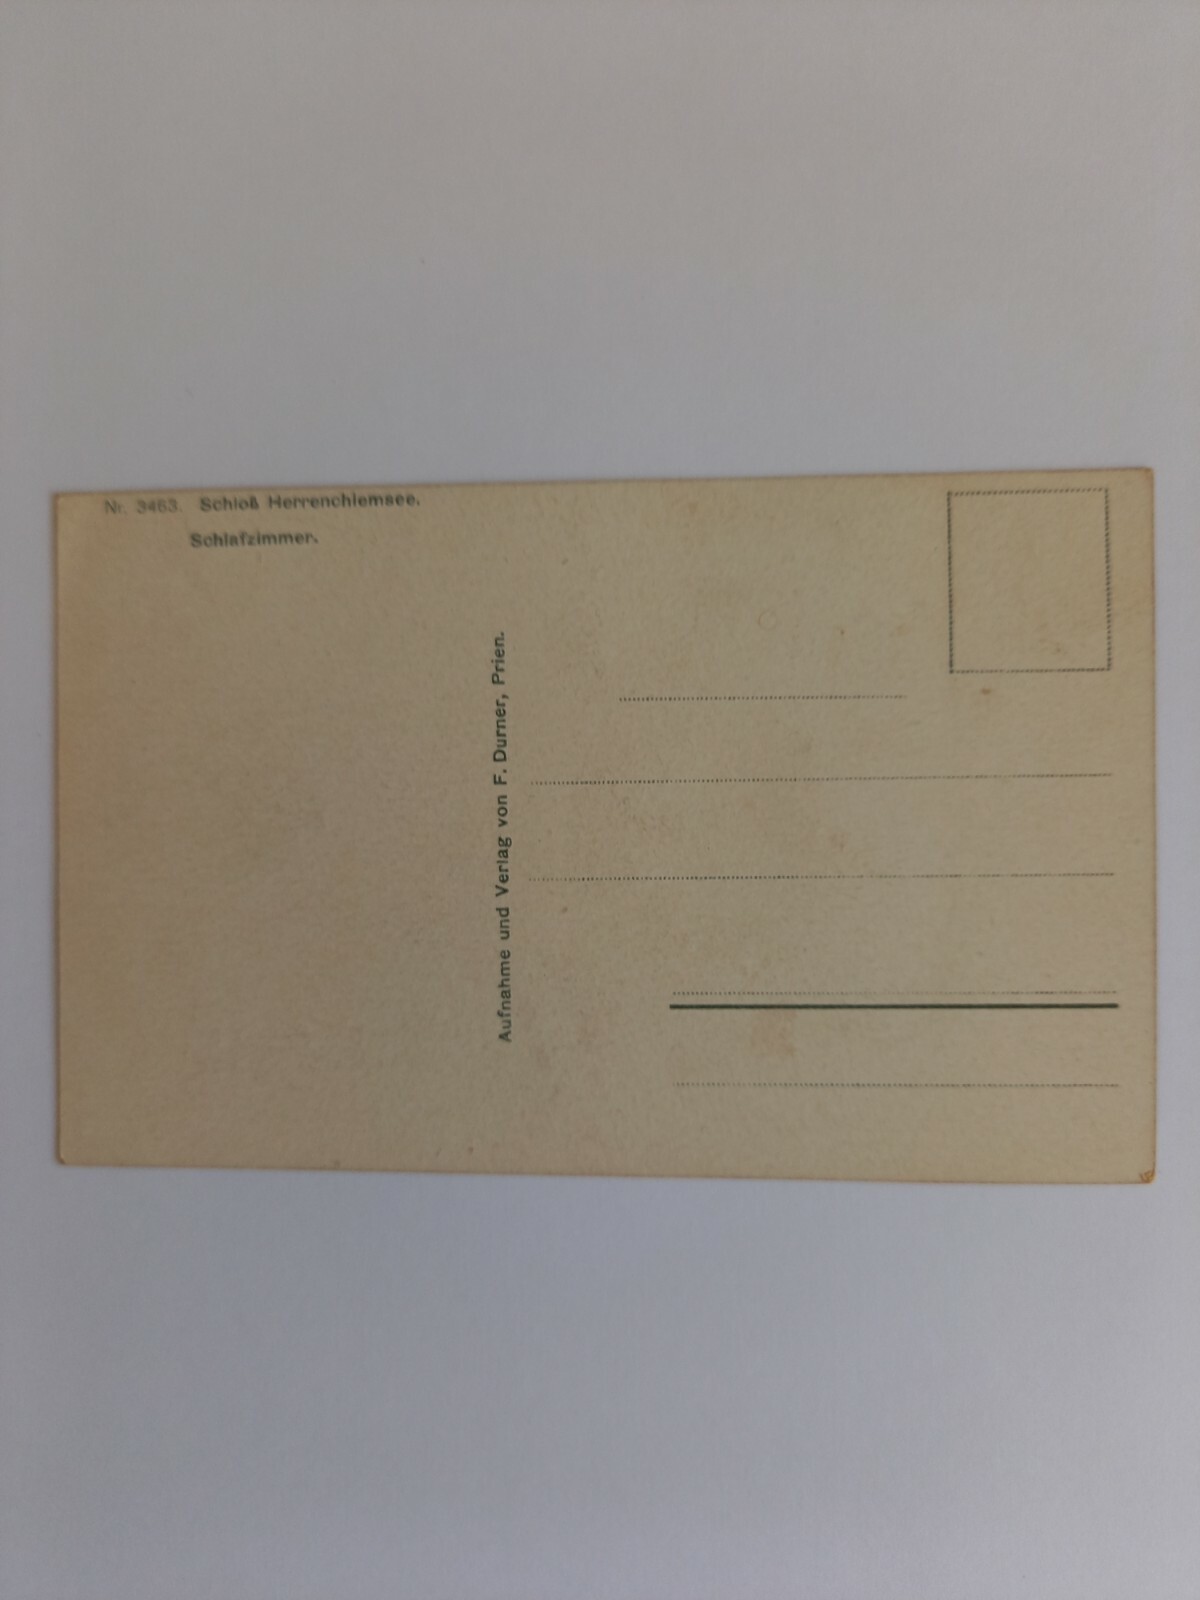 Nr. 3463. Schloß Herrenchiemsee.
Schlafzimmer.
Aufnahme und Verlag von F. Durner, Prien.